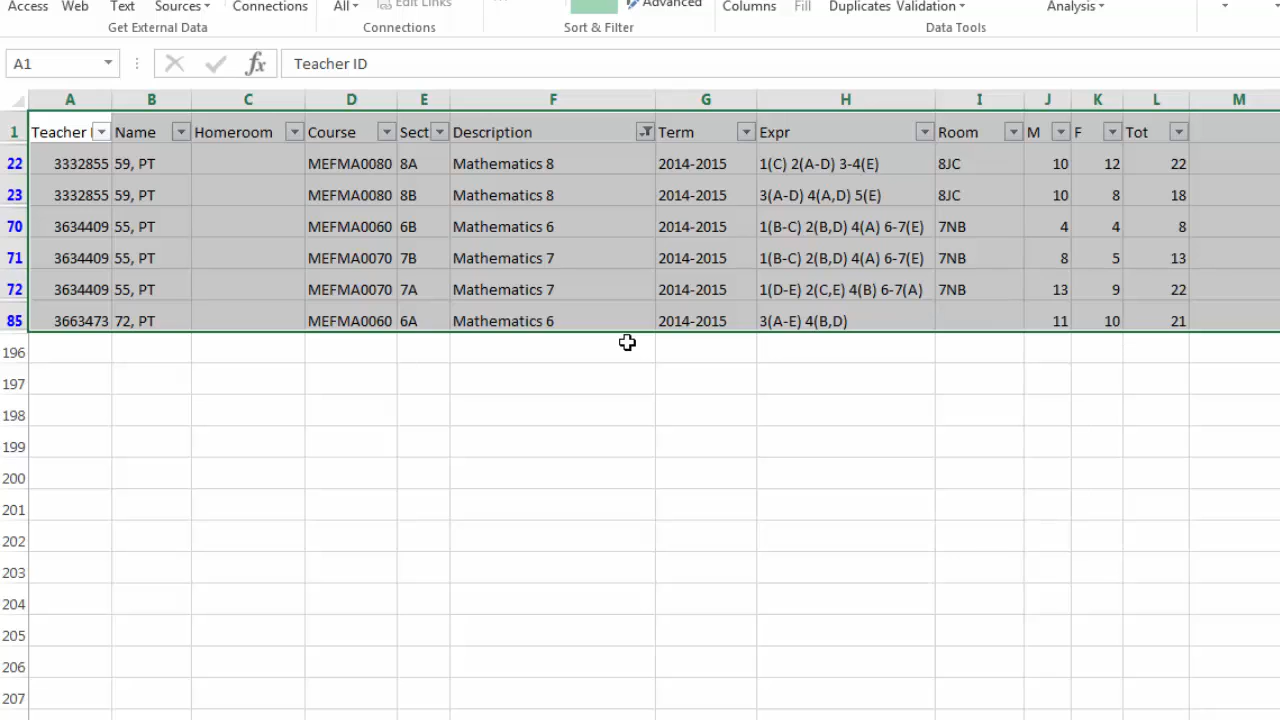 Access Web Text Sources Connections All Edit Links Advanced Columns Fill Duplicates Validation Analysis
Get External Data Connections Sort & Filter Data Tools
A1 fx Teacher ID
A B C D E F G H I J K L M
1 Teacher Name Homeroom Course Sect Description Term Expr Room M F Tot
22 3332855 59, PT MEFMA0080 8A Mathematics 8 2014-2015 1(C) 2(A-D) 3-4(E) 8JC 10 12 22
23 3332855 59, PT MEFMA0080 8B Mathematics 8 2014-2015 3(A-D) 4(A,D) 5(E) 8JC 10 8 18
70 3634409 55, PT MEFMA0060 6B Mathematics 6 2014-2015 1(B-C) 2(B,D) 4(A) 6-7(E) 7NB 4 4 8
71 3634409 55, PT MEFMA0070 7B Mathematics 7 2014-2015 1(B-C) 2(B,D) 4(A) 6-7(E) 7NB 8 5 13
72 3634409 55, PT MEFMA0070 7A Mathematics 7 2014-2015 1(D-E) 2(C,E) 4(B) 6-7(A) 7NB 13 9 22
85 3663473 72, PT MEFMA0060 6A Mathematics 6 2014-2015 3(A-E) 4(B,D) 11 10 21
196
197
198
199
200
201
202
203
204
205
206
207